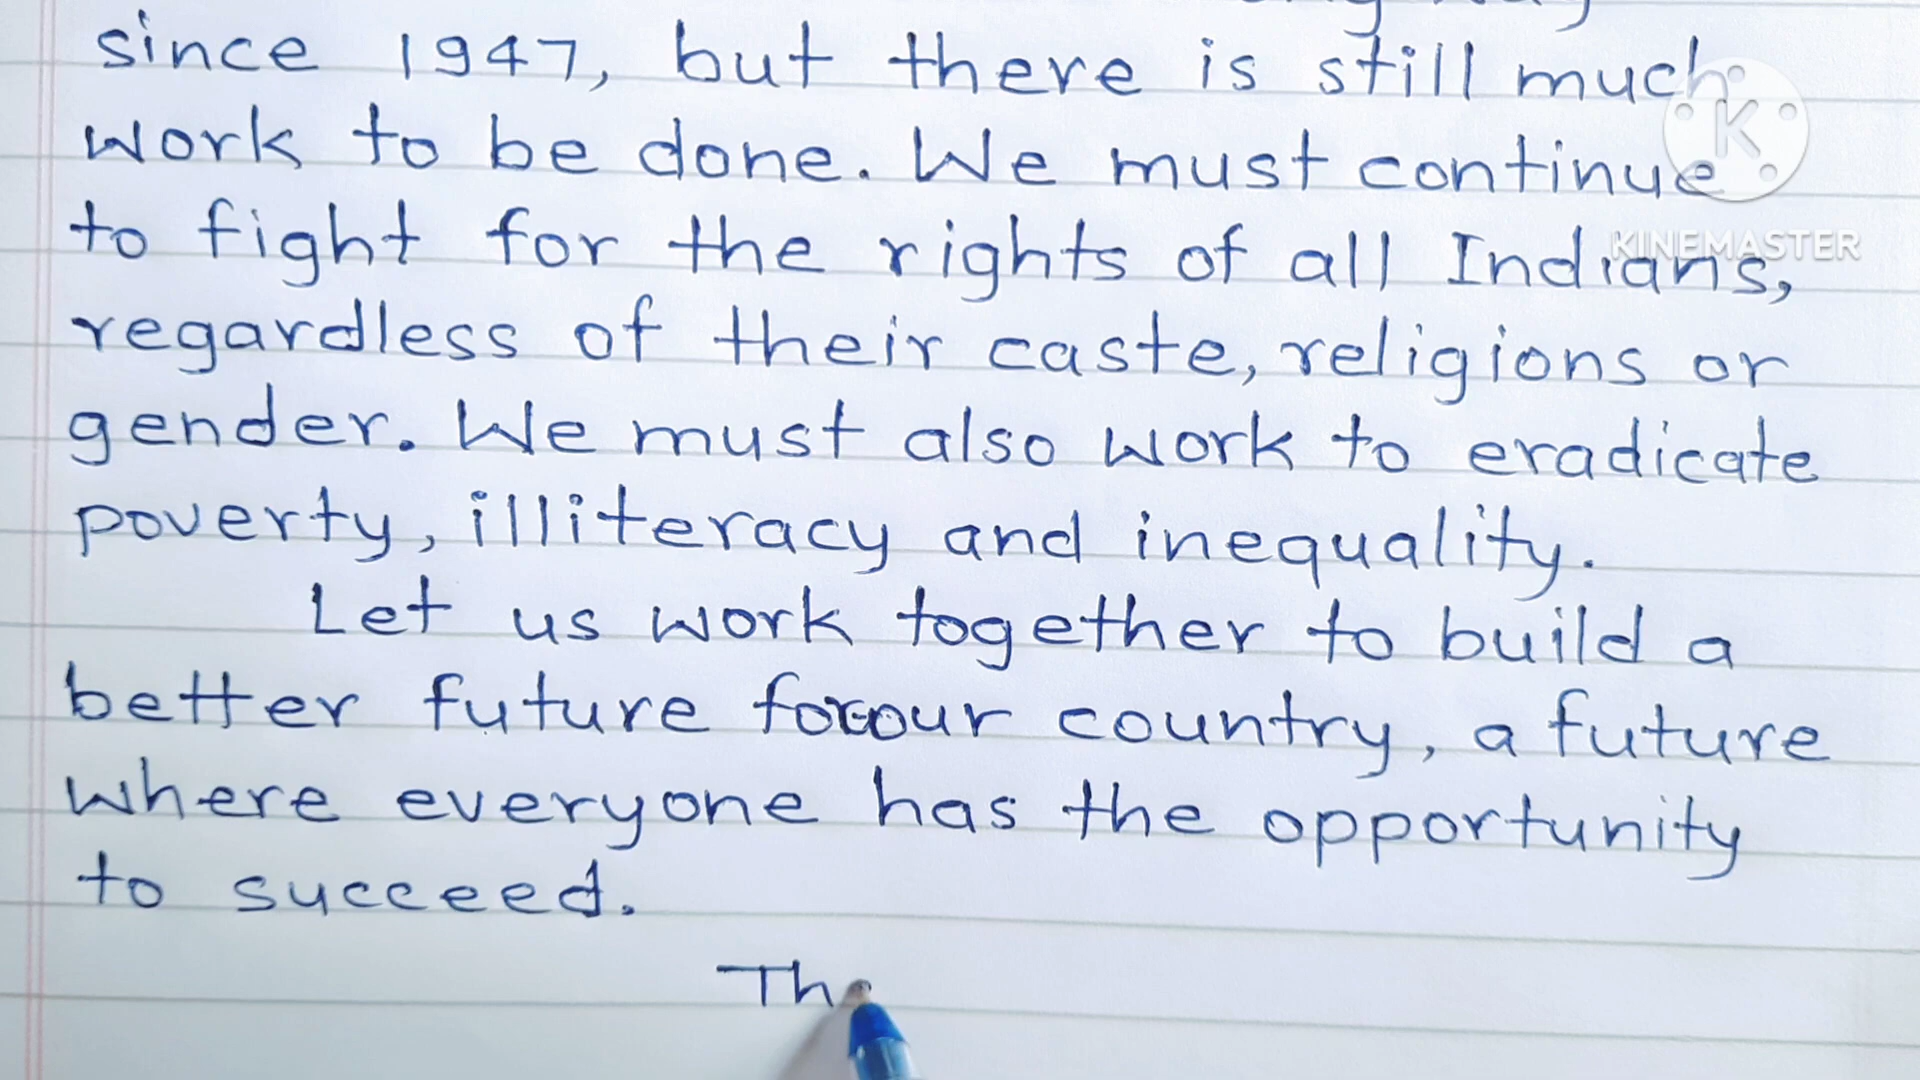 since 1947, but there is still much
work to be done. We must continue
to fight for the rights of all Indians,
regardless of their caste, religions or
gender. We must also work to eradicate
poverty, illiteracy and inequality.
Let us work together to build a
better future for our country, a future
where everyone has the opportunity
to succeed.
Th
K
KINEMASTER